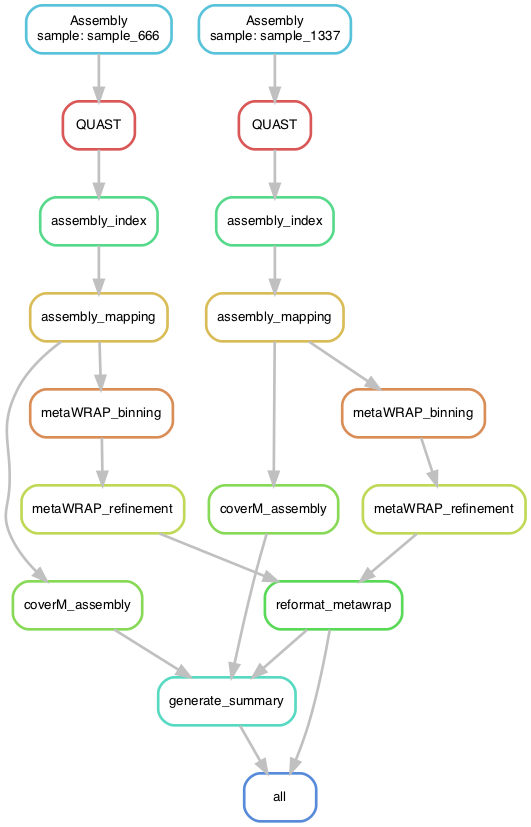 Assembly
sample: sample_666
Assembly
sample: sample_1337
QUAST
QUAST
assembly_index
assembly_index
assembly_mapping
assembly_mapping
metaWRAP_binning
metaWRAP_binning
metaWRAP_refinement
coverM_assembly
metaWRAP_refinement
coverM_assembly
reformat_metawrap
generate_summary
all